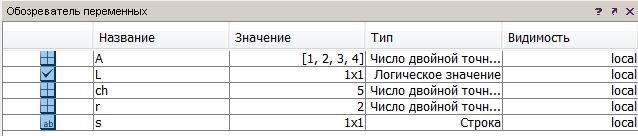 Обозреватель переменных ? ↗ ×
Название Значение Тип Видимость
A [1, 2, 3, 4] Число двойной точн... local
L 1x1 Логическое значение local
ch 5 Число двойной точн... local
r 2 Число двойной точн... local
ab s 1x1 Строка local